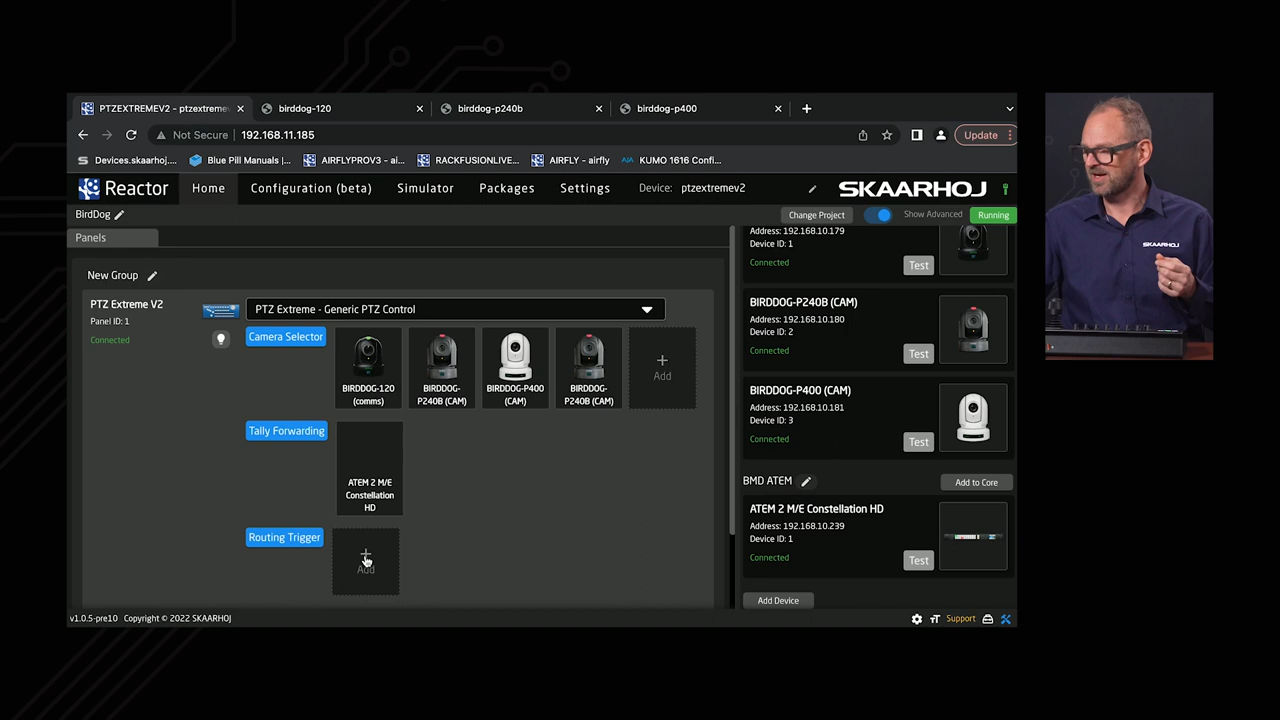 PTZEXTREMEV2 - ptzextreme
birddog-120
birddog-p240b
birddog-p400
Not Secure
192.168.11.185
Update
Devices.skaarhoj....
Blue Pill Manuals |...
AIRFLYPROV3 - al...
RACKFUSIONLIVE...
AIRFLY - airfly
KUMO 1616 Confi...
Reactor
Home
Configuration (beta)
Simulator
Packages
Settings
Device: ptzextremev2
SKAARHOJ
BirdDog
Change Project
Show Advanced
Running
Panels
New Group
PTZ Extreme V2
Panel ID: 1
Connected
PTZ Extreme - Generic PTZ Control
Camera Selector
BIRDDOG-120
(comms)
BIRDDOG-
P240B (CAM)
BIRDDOG-P400
(CAM)
BIRDDOG-
P240B (CAM)
Add
Tally Forwarding
ATEM 2 M/E
Constellation
HD
Routing Trigger
Add
Address: 192.168.10.179
Device ID: 1
Connected
Test
BIRDDOG-P240B (CAM)
Address: 192.168.10.180
Device ID: 2
Connected
Test
BIRDDOG-P400 (CAM)
Address: 192.168.10.181
Device ID: 3
Connected
Test
BMD ATEM
Add to Core
ATEM 2 M/E Constellation HD
Address: 192.168.10.239
Device ID: 1
Connected
Test
Add Device
v1.0.5-pre10 Copyright © 2022 SKAARHOJ
Support
SKAARHOJ